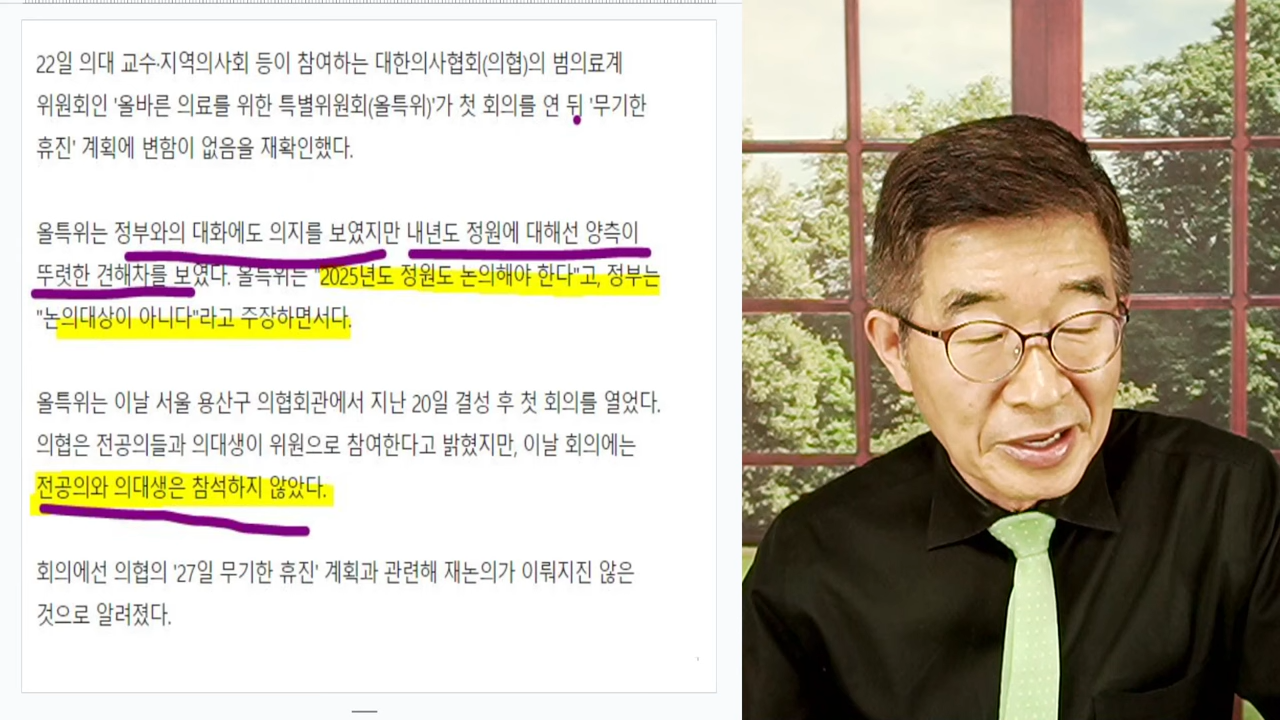 22일 의대 교수·지역의사회 등이 참여하는 대한의사협회(의협)의 범의료계
위원회인 '올바른 의료를 위한 특별위원회(올특위)'가 첫 회의를 연 뒤 '무기한
휴진' 계획에 변함이 없음을 재확인했다.
올특위는 정부와의 대화에도 의지를 보였지만 내년도 정원에 대해선 양측이
뚜렷한 견해차를 보였다. 올특위는 "2025년도 정원도 논의해야 한다"고, 정부는
"논의대상이 아니다"라고 주장하면서다.
올특위는 이날 서울 용산구 의협회관에서 지난 20일 결성 후 첫 회의를 열었다.
의협은 전공의들과 의대생이 위원으로 참여한다고 밝혔지만, 이날 회의에는
전공의와 의대생은 참석하지 않았다.
회의에선 의협의 '27일 무기한 휴진' 계획과 관련해 재논의가 이뤄지진 않은
것으로 알려졌다.